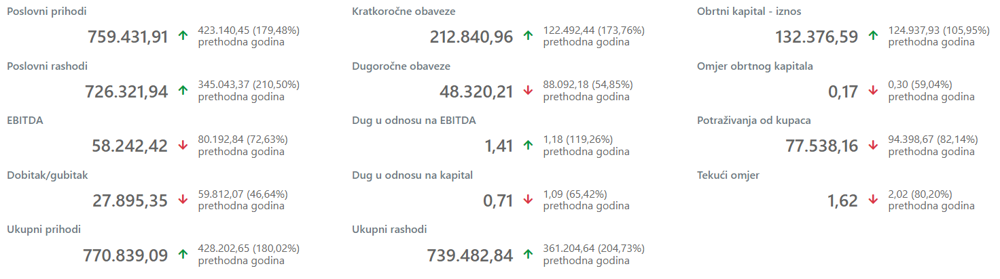 Poslovni prihodi
759.431,91 ↑ 423.140,45 (179,48%)
prethodna godina
Poslovni rashodi
726.321,94 ↑ 345.043,37 (210,50%)
prethodna godina
EBITDA
58.242,42 ↓ 80.192,84 (72,63%)
prethodna godina
Dobitak/gubitak
27.895,35 ↓ 59.812,07 (46,64%)
prethodna godina
Ukupni prihodi
770.839,09 ↑ 428.202,65 (180,02%)
prethodna godina
Kratkoročne obaveze
212.840,96 ↑ 122.492,44 (173,76%)
prethodna godina
Dugoročne obaveze
48.320,21 ↓ 88.092,18 (54,85%)
prethodna godina
Dug u odnosu na EBITDA
1,41 ↑ 1,18 (119,26%)
prethodna godina
Dug u odnosu na kapital
0,71 ↓ 1,09 (65,42%)
prethodna godina
Ukupni rashodi
739.482,84 ↑ 361.204,64 (204,73%)
prethodna godina
Obrtni kapital - iznos
132.376,59 ↑ 124.937,93 (105,95%)
prethodna godina
Omjer obrtnog kapitala
0,17 ↓ 0,30 (59,04%)
prethodna godina
Potraživanja od kupaca
77.538,16 ↓ 94.398,67 (82,14%)
prethodna godina
Tekući omjer
1,62 ↓ 2,02 (80,20%)
prethodna godina